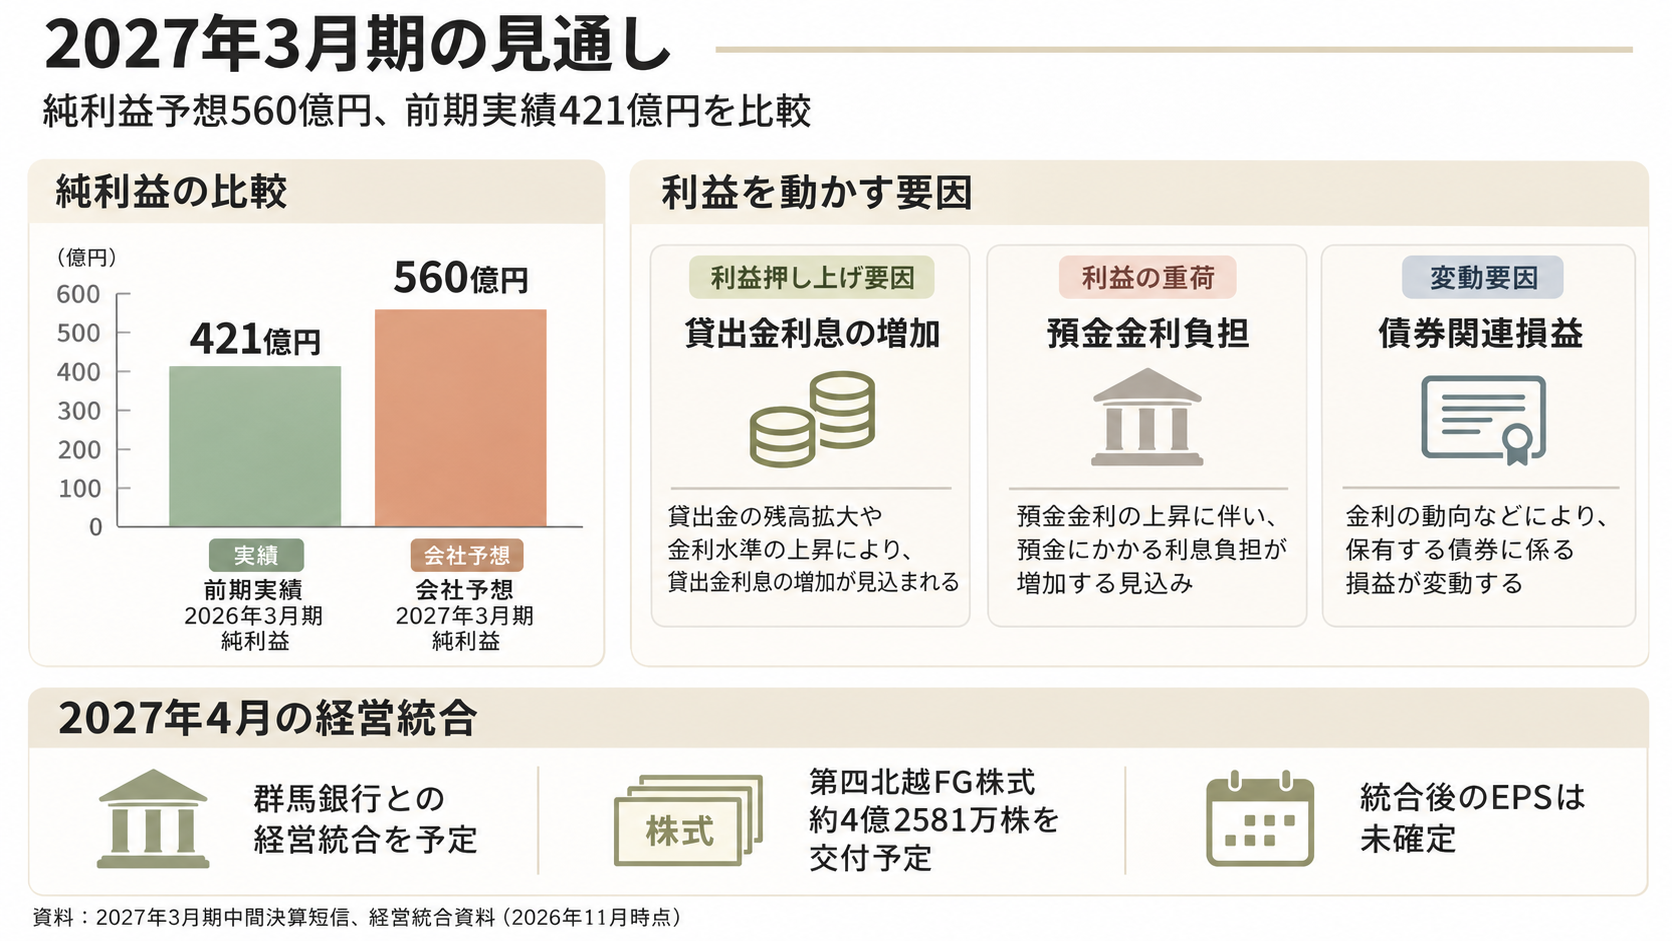 2027年3月期の見通し
純利益予想560億円、前期実績421億円を比較
純利益の比較
（億円）
600
500
400
300
200
100
0
421億円
560億円
実績
前期実績
2026年3月期
純利益
会社予想
会社予想
2027年3月期
純利益
利益を動かす要因
利益押し上げ要因
貸出金利息の増加
貸出金の残高拡大や
金利水準の上昇により、
貸出金利息の増加が見込まれる
利益の重荷
預金金利負担
預金金利の上昇に伴い、
預金にかかる利息負担が
増加する見込み
変動要因
債券関連損益
金利の動向などにより、
保有する債券に係る
損益が変動する
2027年4月の経営統合
群馬銀行との
経営統合を予定
株式
第四北越FG株式
約4億2581万株を
交付予定
統合後のEPSは
未確定
資料：2027年3月期中間決算短信、経営統合資料（2026年11月時点）